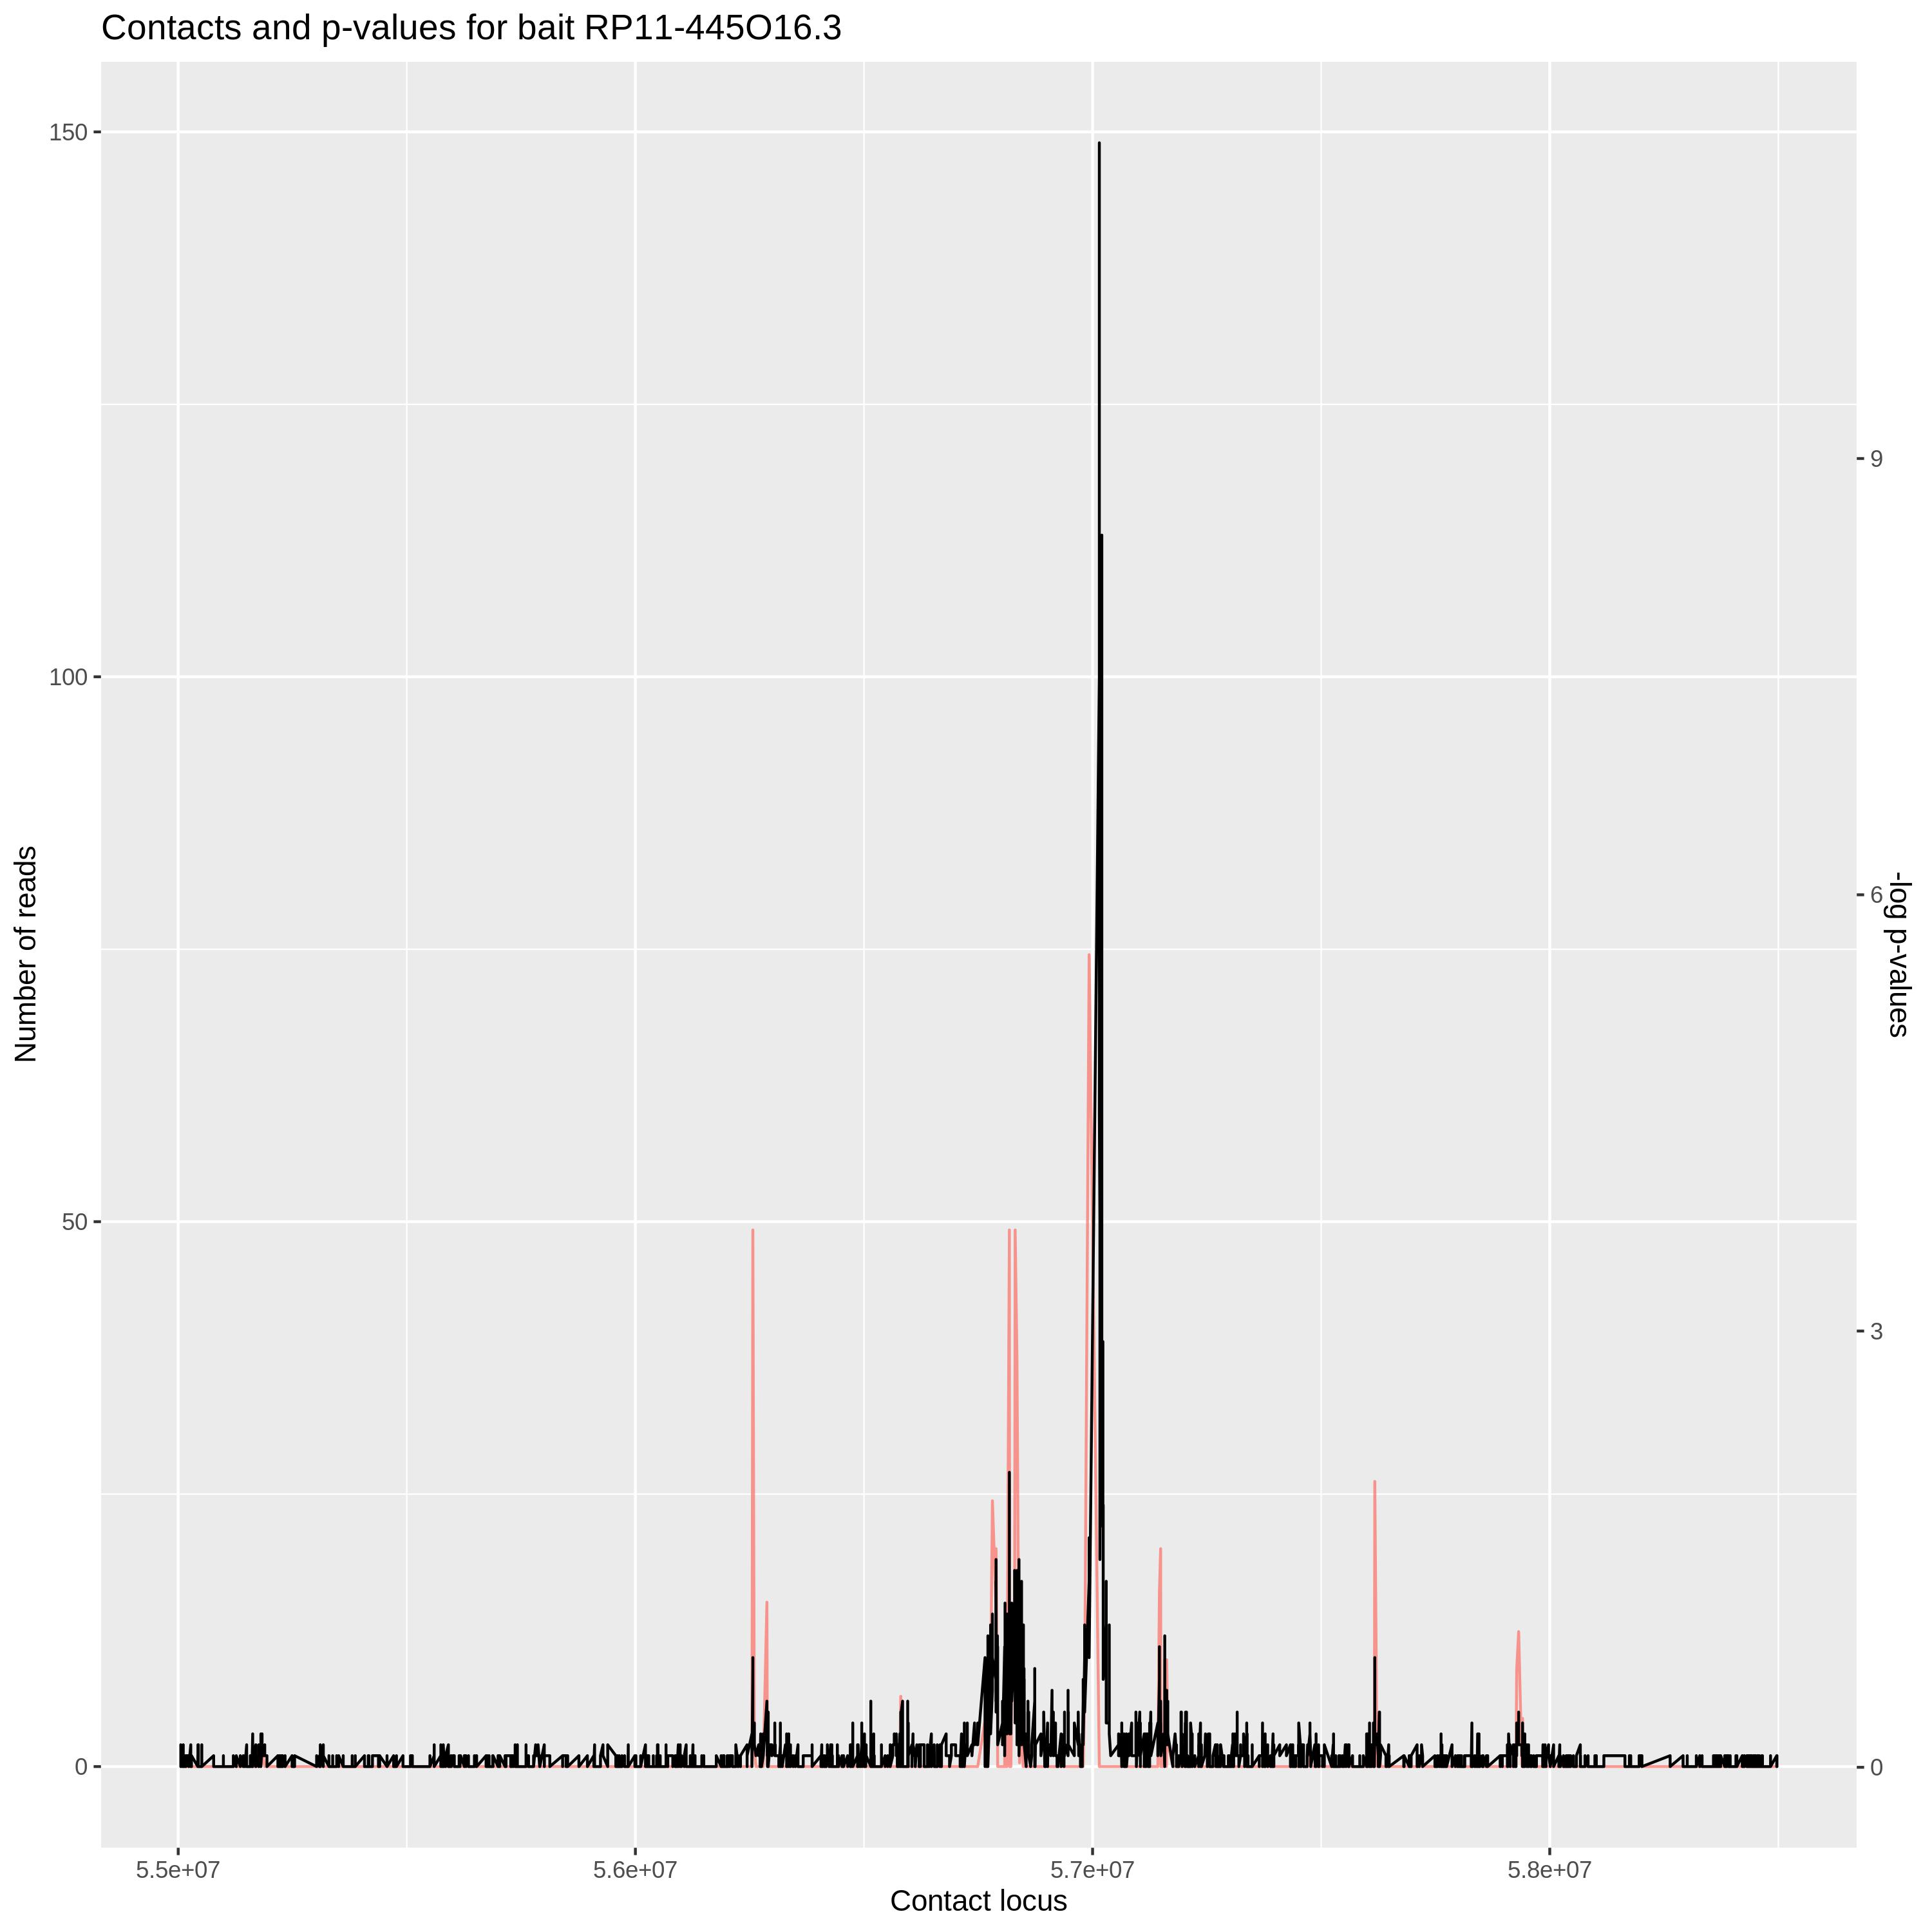 Contacts and p-values for bait RP11-445O16.3
150
100
50
0
Number of reads
9
6
3
0
-log p-values
5.5e+07
5.6e+07
5.7e+07
5.8e+07
Contact locus